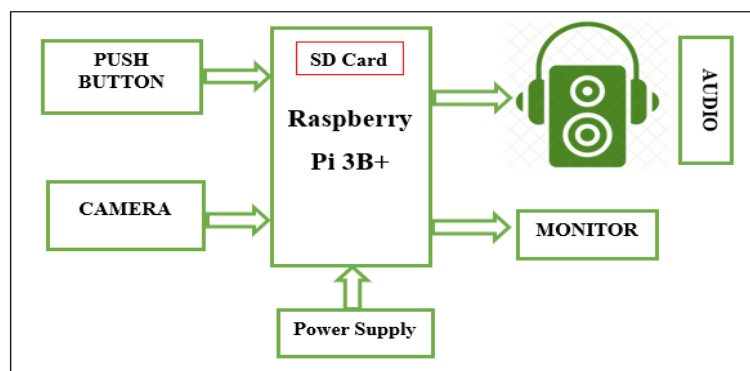 PUSH
BUTTON
SD Card
Raspberry
Pi 3B+
AUDIO
CAMERA
MONITOR
Power Supply